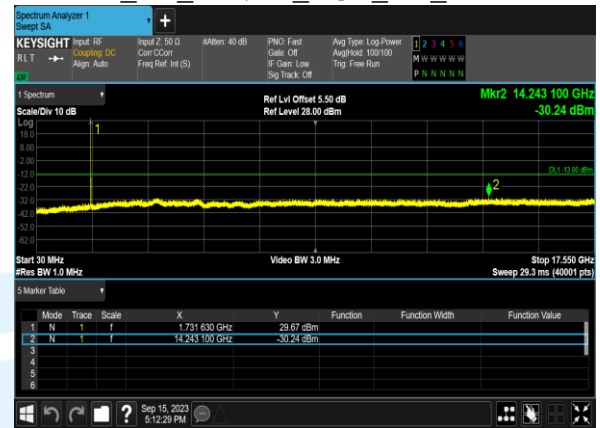 Spectrum Analyzer 1
Swept SA
KEYSIGHT Input: RF Input Z: 50 Ω #Atten: 40 dB PNO: Fast Avg Type: Log-Power 1 2 3 4 5 6
RLT Coupling: DC Corr CCorr Gate: Off Avg|Hold: 100/100 M W W W W W
Align: Auto Freq Ref: Int (S) IF Gain: Low Trig: Free Run
Sig Track: Off P N N N N N
1 Spectrum Ref Lvl Offset 5.50 dB Mkr2 14.243 100 GHz
Scale/Div 10 dB Ref Level 28.00 dBm -30.24 dBm
Log
18.0 1
8.00
-2.00
-12.0 DL1 -13.00 dBm
-22.0 2
-32.0
-42.0
-52.0
-62.0
Start 30 MHz Video BW 3.0 MHz Stop 17.550 GHz
#Res BW 1.0 MHz Sweep 29.3 ms (40001 pts)
5 Marker Table
Mode Trace Scale X Y Function Function Width Function Value
1 N 1 f 1.731 630 GHz 29.67 dBm
2 N 1 f 14.243 100 GHz -30.24 dBm
3
4
5
6
Sep 15, 2023
5:12:29 PM